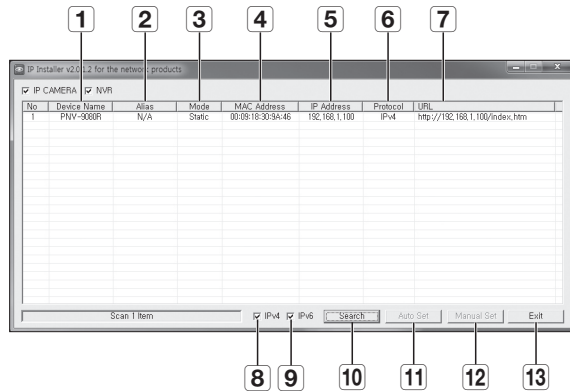 1 2 3 4 5 6 7
IP Installer v2.0.1.2 for the network products
IP CAMERA NVR
No Device Name Alias Mode MAC Address IP Address Protocol URL
1 PNV-9080R N/A Static 00:09:18:30:9A:46 192,168,1,100 IPv4 http://192,168,1,100/index,htm
Scan 1 Item IPv4 IPv6 Search Auto Set Manual Set Exit
8 9 10 11 12 13